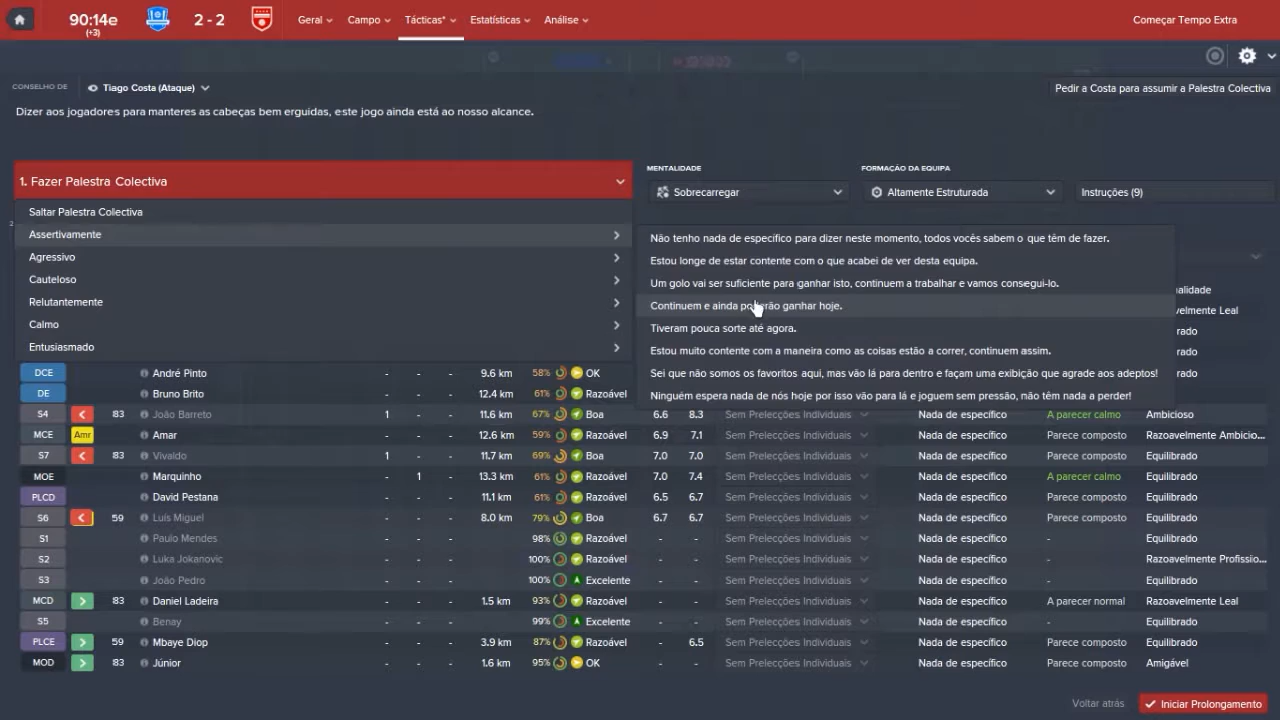 90:14e
(+3)
2 - 2
Geral
Campo
Tácticas*
Estatísticas
Análise
Começar Tempo Extra
CONSELHO DE
Tiago Costa (Ataque)
Pedir a Costa para assumir a Palestra Colectiva
Dizer aos jogadores para manteres as cabeças bem erguidas, este jogo ainda está ao nosso alcance.
1. Fazer Palestra Colectiva
MENTALIDADE
Sobrecarregar
FORMAÇÃO DA EQUIPA
Altamente Estruturada
Instruções (9)
Saltar Palestra Colectiva
Assertivamente
Agressivo
Cauteloso
Relutantemente
Calmo
Entusiasmado
Não tenho nada de específico para dizer neste momento, todos vocês sabem o que têm de fazer.
Estou longe de estar contente com o que acabei de ver desta equipa.
Um golo vai ser suficiente para ganhar isto, continuem a trabalhar e vamos consegui-lo.
Continuem e ainda poderão ganhar hoje.
Tiveram pouca sorte até agora.
Estou muito contente com a maneira como as coisas estão a correr, continuem assim.
Sei que não somos os favoritos aqui, mas vão lá para dentro e façam uma exibição que agrade aos adeptos!
Ninguém espera nada de nós hoje por isso vão para lá e joguem sem pressão, não têm nada a perder!
DCE André Pinto - - - 9.6 km 58% OK
DE Bruno Brito - - - 12.4 km 61% Razoável
S4 83 João Barreto 1 - - 11.6 km 67% Boa 6.6 8.3 Sem Prelecções Individuais Nada de específico A parecer calmo Ambicioso
MCE Amr Amar - - - 12.6 km 59% Razoável 6.9 7.1 Sem Prelecções Individuais Nada de específico Parece composto Razoavelmente Ambicio...
S7 83 Vivaldo 1 - - 11.7 km 69% Boa 7.0 7.0 Sem Prelecções Individuais Nada de específico Parece composto Equilibrado
MOE Marquinho - 1 - 13.3 km 61% Razoável 7.0 7.4 Sem Prelecções Individuais Nada de específico A parecer calmo Equilibrado
PLCD David Pestana - - - 11.1 km 61% Razoável 6.5 6.7 Sem Prelecções Individuais Nada de específico Parece composto Equilibrado
S6 59 Luís Miguel - - - 8.0 km 79% Boa 6.7 6.7 Sem Prelecções Individuais Nada de específico Parece composto Equilibrado
S1 Paulo Mendes - - - 98% Razoável - - Sem Prelecções Individuais Nada de específico - Equilibrado
S2 Luka Jokanovic - - - 100% Razoável - - Sem Prelecções Individuais Nada de específico - Razoavelmente Profissio...
S3 João Pedro - - - 100% Excelente - - Sem Prelecções Individuais Nada de específico - Equilibrado
MCD 83 Daniel Ladeira - - - 1.5 km 93% Razoável - - Sem Prelecções Individuais Nada de específico A parecer normal Razoavelmente Leal
S5 Benay - - - 99% Excelente - - Sem Prelecções Individuais Nada de específico - Equilibrado
PLCE 59 Mbaye Diop - - - 3.9 km 87% Razoável - 6.5 Sem Prelecções Individuais Nada de específico Parece composto Equilibrado
MOD 83 Júnior - - - 1.6 km 95% OK - - Sem Prelecções Individuais Nada de específico Parece composto Amigável
Voltar atrás
Iniciar Prolongamento